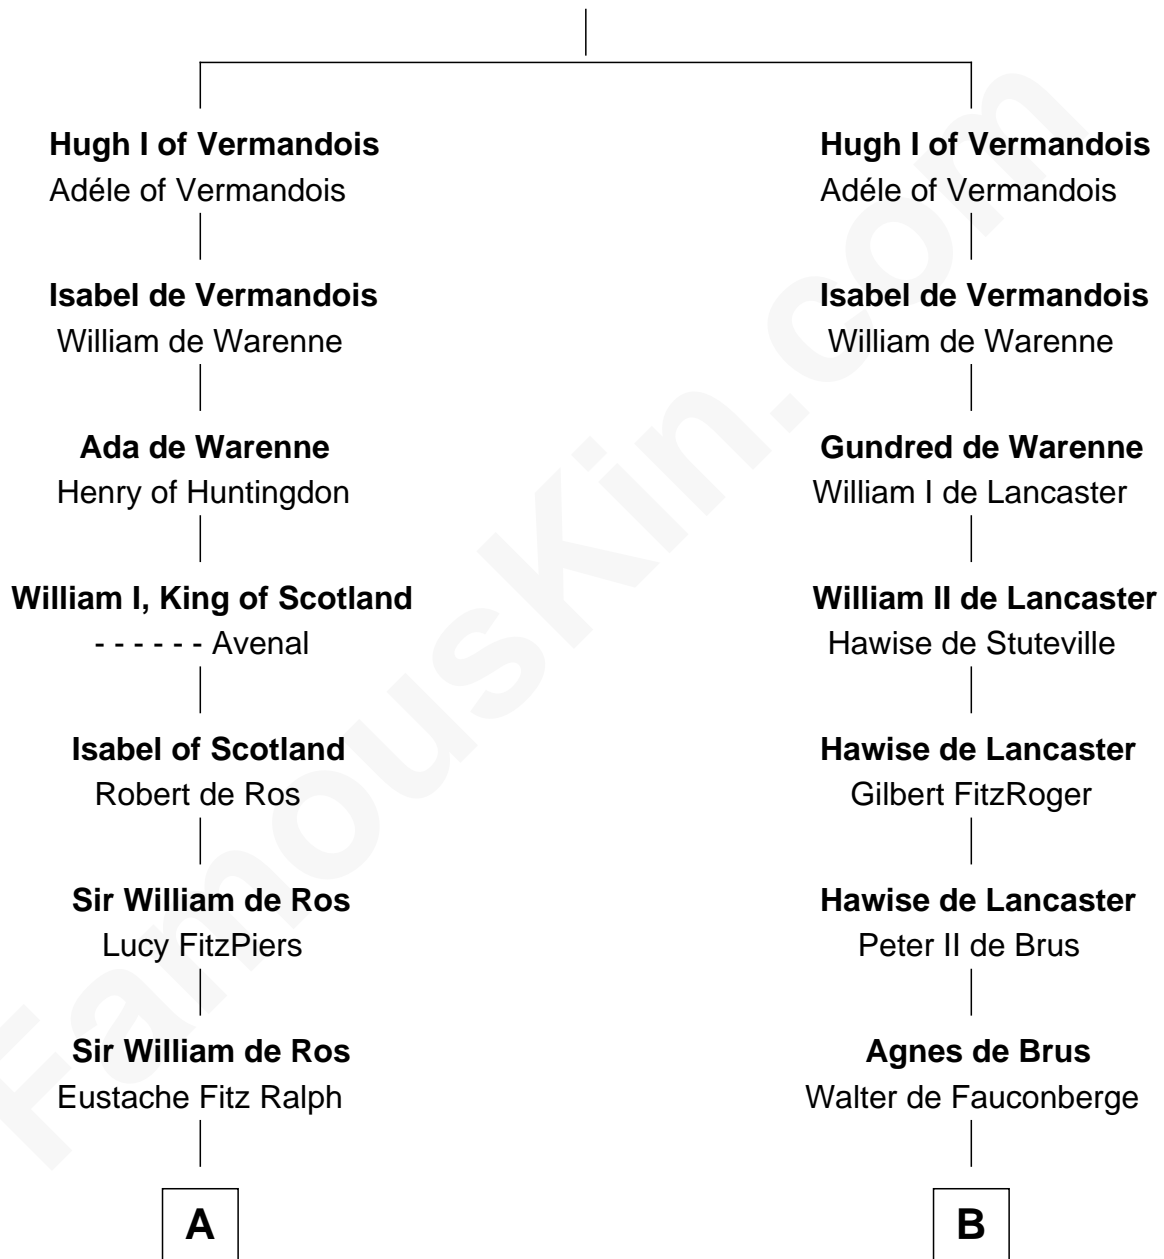 Hugh I of Vermandois
Adéle of Vermandois
Isabel de Vermandois
William de Warenne
Ada de Warenne
Henry of Huntingdon
William I, King of Scotland
- - - - - - Avenal
Isabel of Scotland
Robert de Ros
Sir William de Ros
Lucy FitzPiers
Sir William de Ros
Eustache Fitz Ralph
A
Hugh I of Vermandois
Adéle of Vermandois
Isabel de Vermandois
William de Warenne
Gundred de Warenne
William I de Lancaster
William II de Lancaster
Hawise de Stuteville
Hawise de Lancaster
Gilbert FitzRoger
Hawise de Lancaster
Peter II de Brus
Agnes de Brus
Walter de Fauconberge
B
FamousKin.com